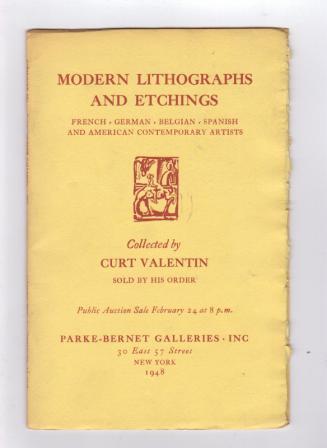 MODERN LITHOGRAPHS
AND ETCHINGS
FRENCH · GERMAN · BELGIAN · SPANISH
AND AMERICAN CONTEMPORARY ARTISTS
Collected by
CURT VALENTIN
SOLD BY HIS ORDER
Public Auction Sale February 24 at 8 p.m.
PARKE-BERNET GALLERIES · INC
30 East 57 Street
NEW YORK
1948